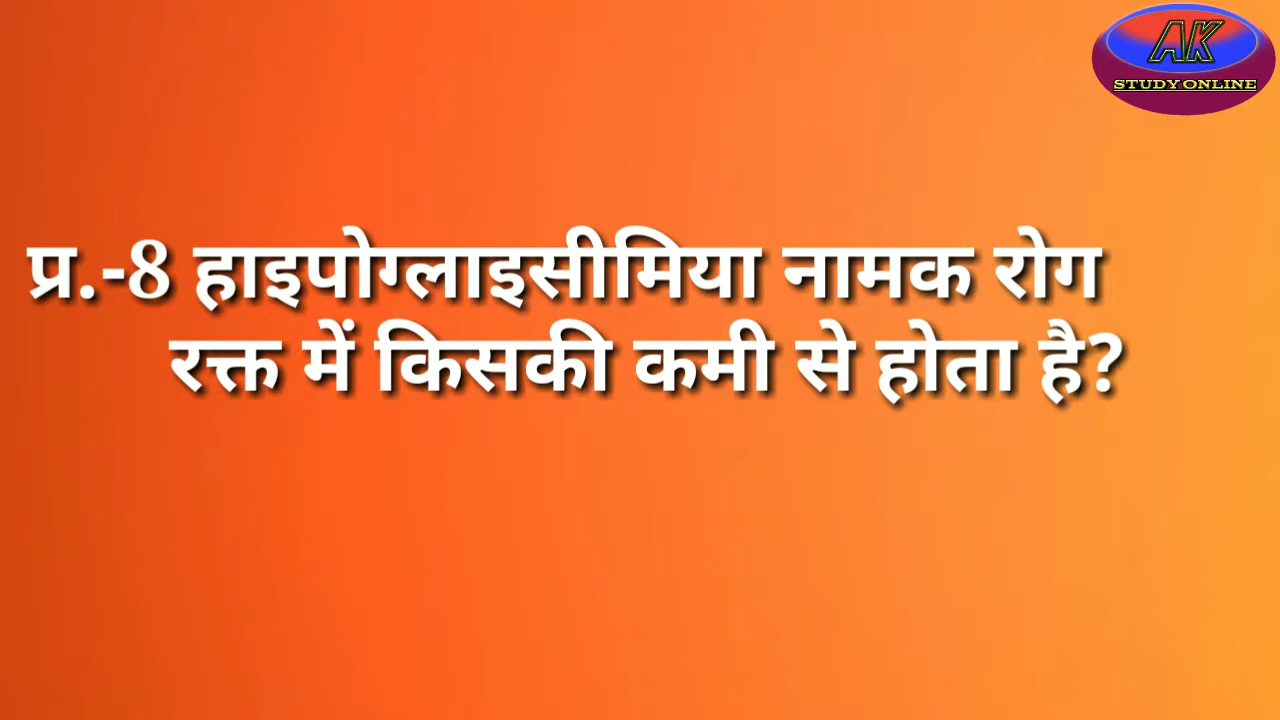 AK
STUDY ONLINE
प्र.-8 हाइपोग्लाइसीमिया नामक रोग
रक्त में किसकी कमी से होता है?